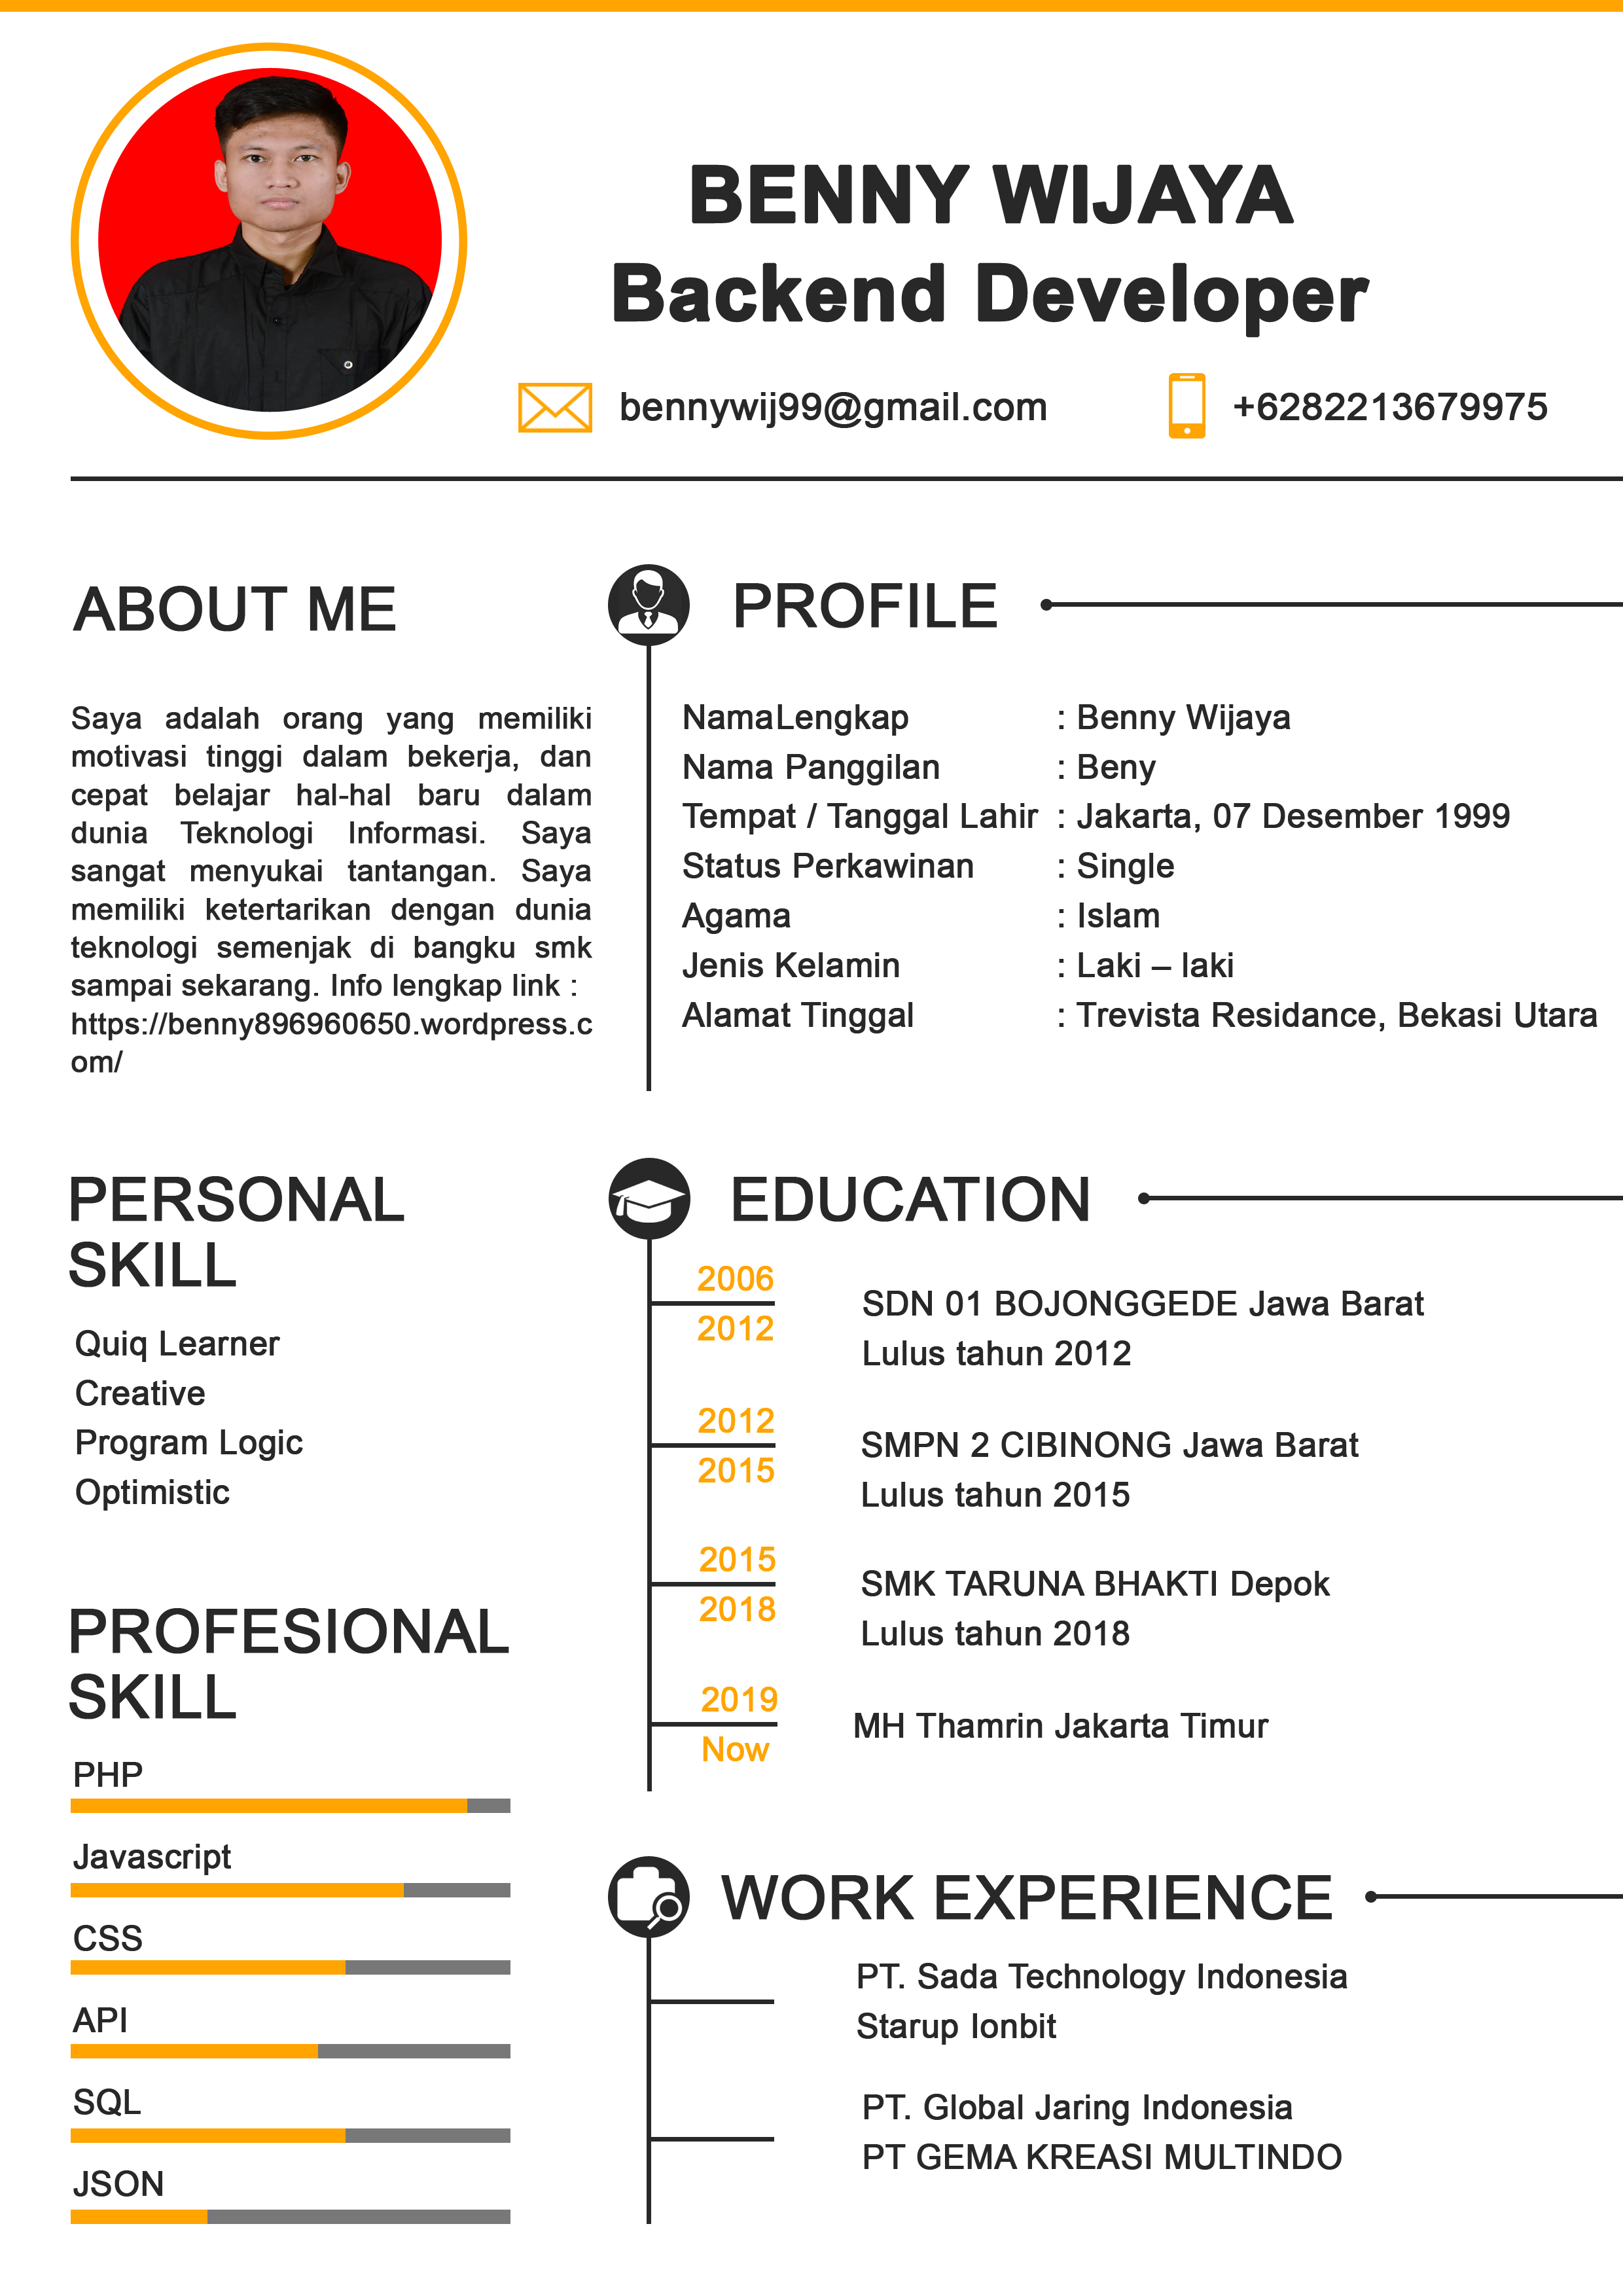 BENNY WIJAYA
Backend Developer
bennywij99@gmail.com
+6282213679975
ABOUT ME
Saya adalah orang yang memiliki
motivasi tinggi dalam bekerja, dan
cepat belajar hal-hal baru dalam
dunia Teknologi Informasi. Saya
sangat menyukai tantangan. Saya
memiliki ketertarikan dengan dunia
teknologi semenjak di bangku smk
sampai sekarang. Info lengkap link :
https://benny896960650.wordpress.c
om/
PERSONAL
SKILL
Quiq Learner
Creative
Program Logic
Optimistic
PROFESIONAL
SKILL
PHP
Javascript
CSS
API
SQL
JSON
PROFILE
NamaLengkap : Benny Wijaya
Nama Panggilan : Beny
Tempat / Tanggal Lahir : Jakarta, 07 Desember 1999
Status Perkawinan : Single
Agama : Islam
Jenis Kelamin : Laki – laki
Alamat Tinggal : Trevista Residance, Bekasi Utara
EDUCATION
2006
2012
SDN 01 BOJONGGEDE Jawa Barat
Lulus tahun 2012
2012
2015
SMPN 2 CIBINONG Jawa Barat
Lulus tahun 2015
2015
2018
SMK TARUNA BHAKTI Depok
Lulus tahun 2018
2019
Now
MH Thamrin Jakarta Timur
WORK EXPERIENCE
PT. Sada Technology Indonesia
Starup Ionbit
PT. Global Jaring Indonesia
PT GEMA KREASI MULTINDO